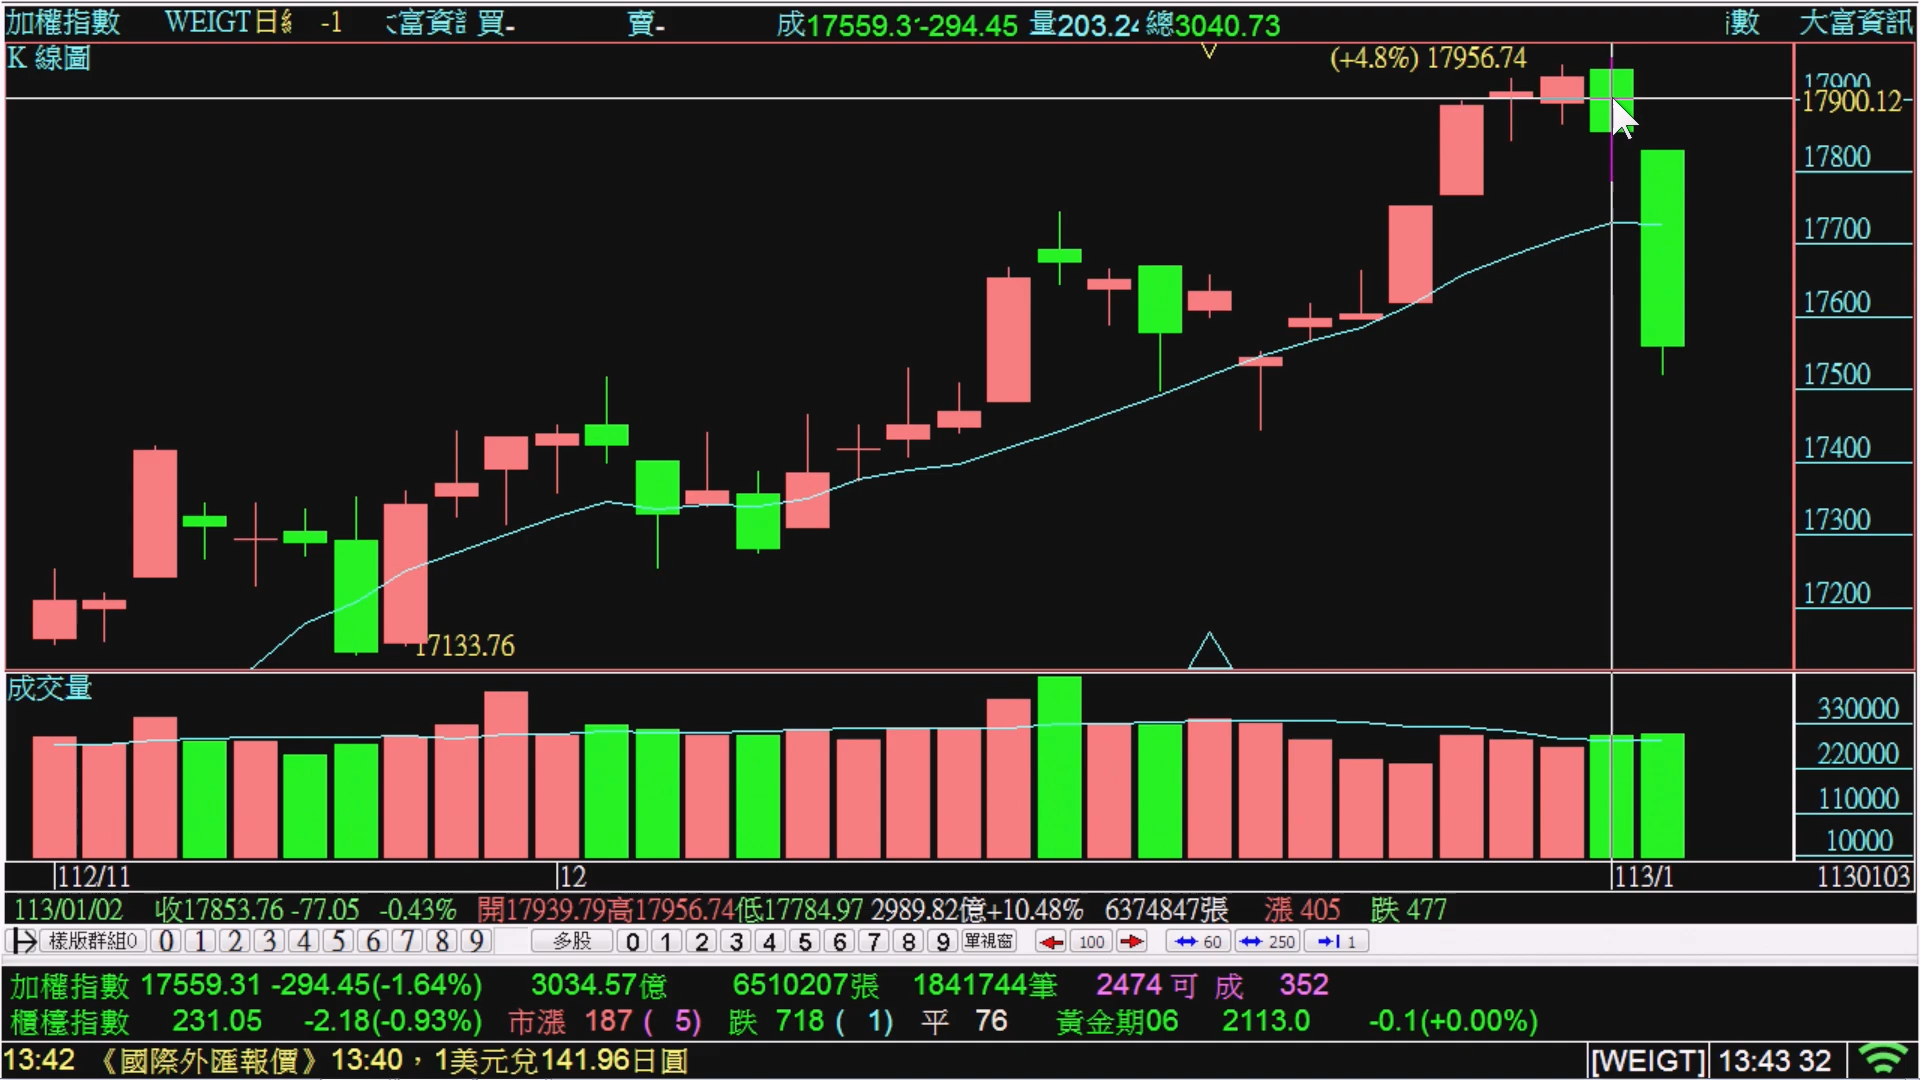 加權指數 WEIGT日 -1 富資 買- 賣- 成17559.3 -294.45 量203.24 總3040.73 數 大富資訊
K 線圖
(+4.8%) 17956.74
17900
17900.12
17800
17700
17600
17500
17400
17300
17200
17133.76
成交量
330000
220000
110000
10000
112/11 12 113/1 1130103
113/01/02 收17853.76 -77.05 -0.43% 開17939.79高17956.74低17784.97 2989.82億+10.48% 6374847張 漲 405 跌 477
樣版群組0 0 1 2 3 4 5 6 7 8 9 多股 0 1 2 3 4 5 6 7 8 9 單視窗 100 60 250 1
加權指數 17559.31 -294.45(-1.64%) 3034.57億 6510207張 1841744筆 2474 可 成 352
櫃檯指數 231.05 -2.18(-0.93%) 市漲 187 ( 5) 跌 718 ( 1) 平 76 黃金期06 2113.0 -0.1(+0.00%)
13:42 《國際外匯報價》13:40，1美元兌141.96日圓 [WEIGT] 13:43 32